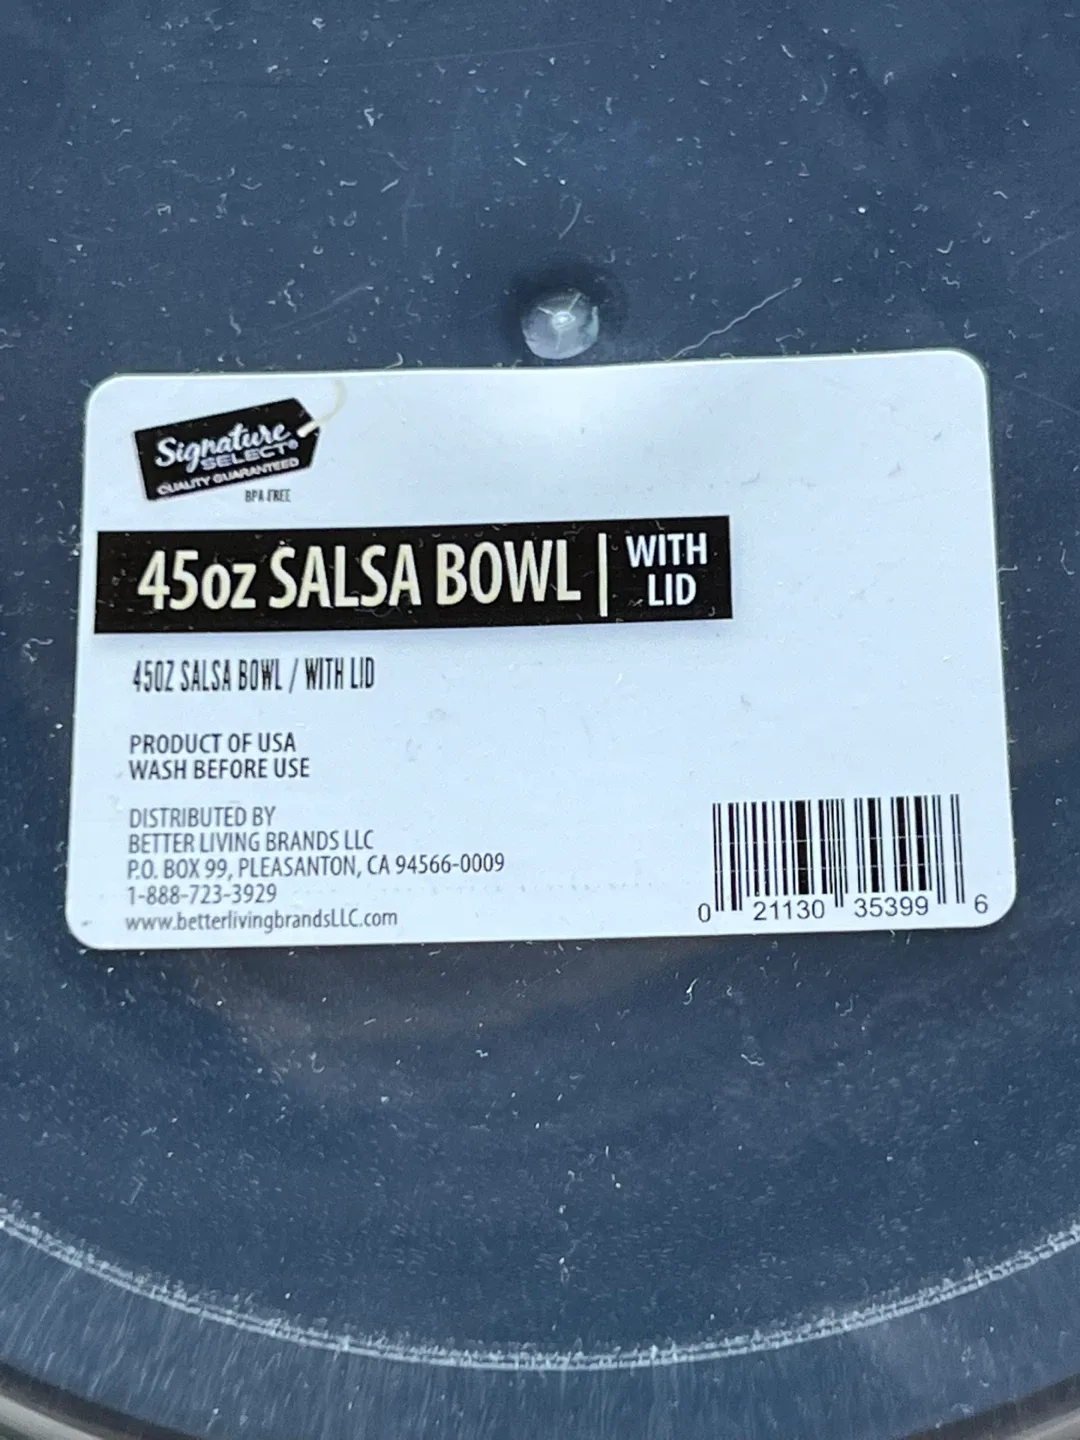 Signature
SELECT®
QUALITY GUARANTEED
BPA FREE
45oz SALSA BOWL | WITH LID
45OZ SALSA BOWL / WITH LID
PRODUCT OF USA
WASH BEFORE USE
DISTRIBUTED BY
BETTER LIVING BRANDS LLC
P.O. BOX 99, PLEASANTON, CA 94566-0009
1-888-723-3929
www.betterlivingbrandsLLC.com
0 21130 35399 6